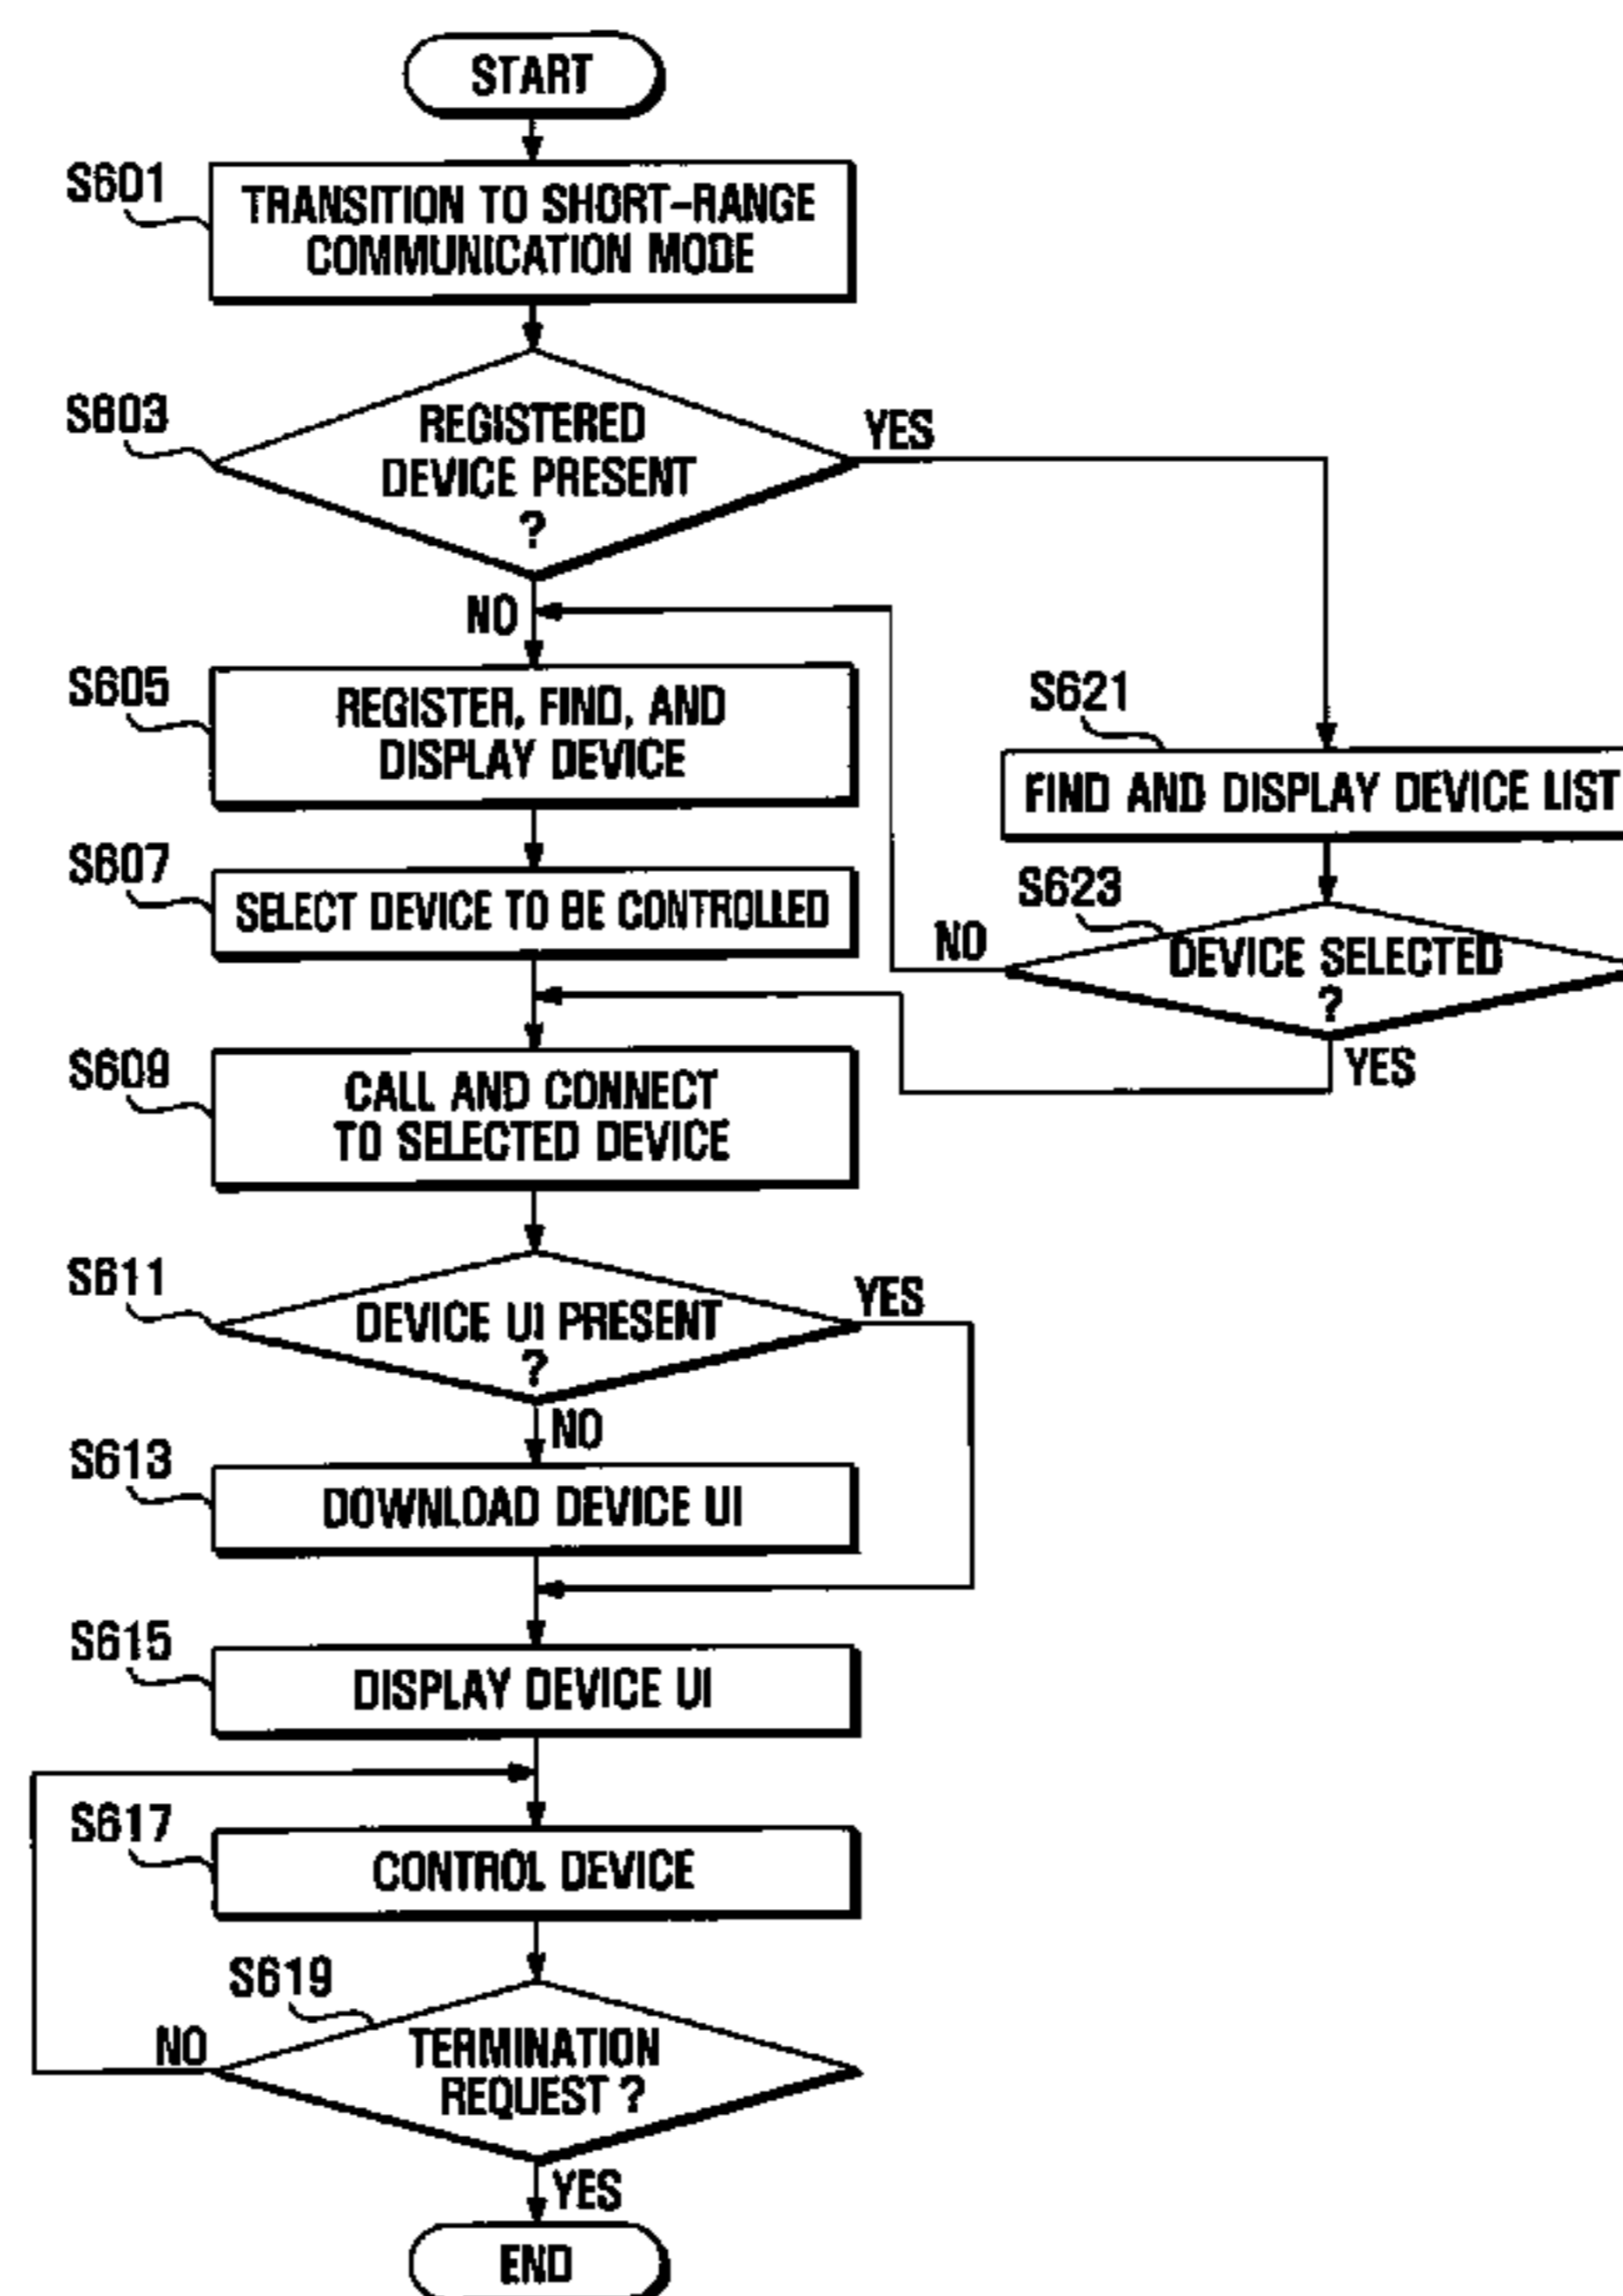 START
S601
TRANSITION TO SHORT-RANGE
COMMUNICATION MODE
S603
REGISTERED
DEVICE PRESENT
?
YES
NO
S605
REGISTER, FIND, AND
DISPLAY DEVICE
S621
FIND AND DISPLAY DEVICE LIST
S607
SELECT DEVICE TO BE CONTROLLED
S623
NO
DEVICE SELECTED
?
YES
S609
CALL AND CONNECT
TO SELECTED DEVICE
S611
DEVICE UI PRESENT
?
YES
NO
S613
DOWNLOAD DEVICE UI
S615
DISPLAY DEVICE UI
S617
CONTROL DEVICE
S619
NO
TERMINATION
REQUEST ?
YES
END